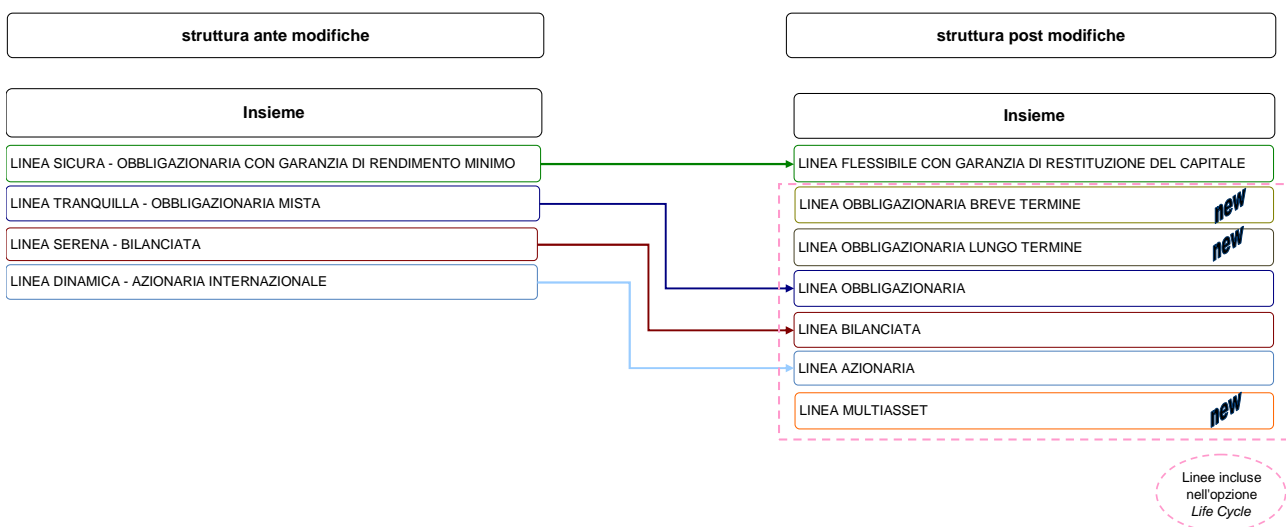 struttura ante modifiche
struttura post modifiche
Insieme
Insieme
LINEA SICURA - OBBLIGAZIONARIA CON GARANZIA DI RENDIMENTO MINIMO
LINEA FLESSIBILE CON GARANZIA DI RESTITUZIONE DEL CAPITALE
LINEA TRANQUILLA - OBBLIGAZIONARIA MISTA
LINEA OBBLIGAZIONARIA BREVE TERMINE new
LINEA SERENA - BILANCIATA
LINEA OBBLIGAZIONARIA LUNGO TERMINE new
LINEA DINAMICA - AZIONARIA INTERNAZIONALE
LINEA OBBLIGAZIONARIA
LINEA BILANCIATA
LINEA AZIONARIA
LINEA MULTIASSET new
Linee incluse
nell'opzione
Life Cycle